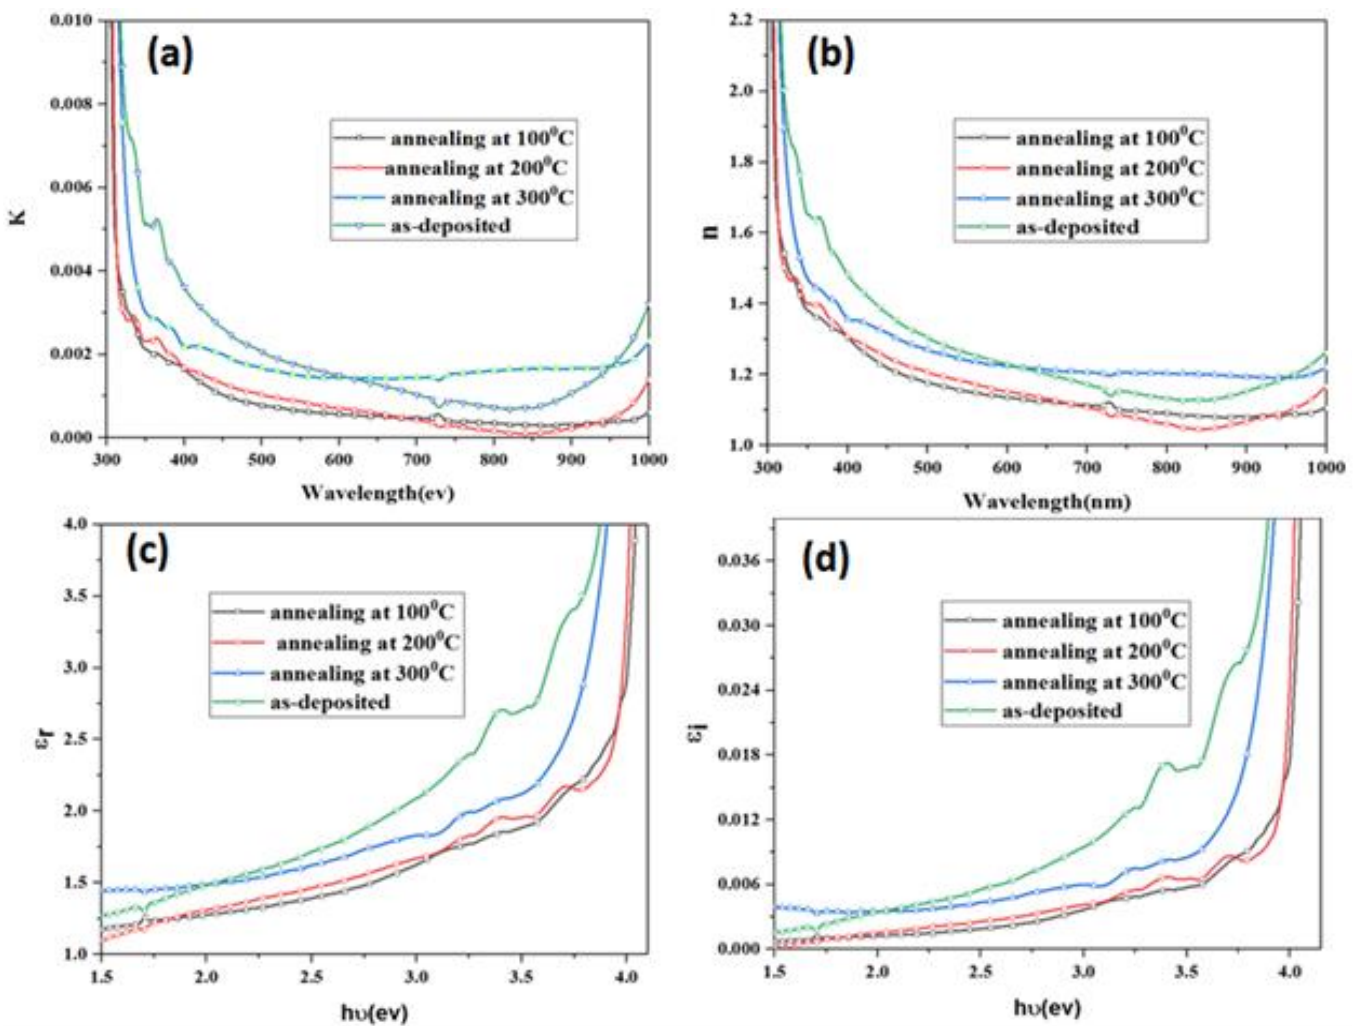 (a)
0.010
0.008
0.006
0.004
0.002
0.000
K
annealing at 100⁰C
annealing at 200⁰C
annealing at 300⁰C
as-deposited
300 400 500 600 700 800 900 1000
Wavelength(ev)
(b)
2.2
2.0
1.8
1.6
1.4
1.2
1.0
n
annealing at 100⁰C
annealing at 200⁰C
annealing at 300⁰C
as-deposited
300 400 500 600 700 800 900 1000
Wavelength(nm)
(c)
4.0
3.5
3.0
2.5
2.0
1.5
1.0
εr
annealing at 100⁰C
annealing at 200⁰C
annealing at 300⁰C
as-deposited
1.5 2.0 2.5 3.0 3.5 4.0
hυ(ev)
(d)
0.036
0.030
0.024
0.018
0.012
0.006
0.000
εi
annealing at 100⁰C
annealing at 200⁰C
annealing at 300⁰C
as-deposited
1.5 2.0 2.5 3.0 3.5 4.0
hυ(ev)